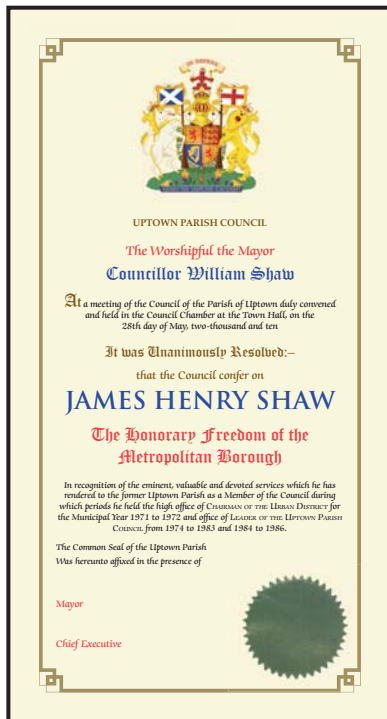 IN DEFENS
UPTOWN PARISH COUNCIL
The Worshipful the Mayor
Councillor William Shaw
At a meeting of the Council of the Parish of Uptown duly convened
and held in the Council Chamber at the Town Hall, on the
28th day of May, two-thousand and ten
It was Unanimously Resolved:–
that the Council confer on
JAMES HENRY SHAW
The Honorary Freedom of the
Metropolitan Borough
In recognition of the eminent, valuable and devoted services which he has
rendered to the former Uptown Parish as a Member of the Council during
which periods he held the high office of CHAIRMAN OF THE URBAN DISTRICT for
the Municipal Year 1971 to 1972 and office of LEADER OF THE UPTOWN PARISH
COUNCIL from 1974 to 1983 and 1984 to 1986.
The Common Seal of the Uptown Parish
Was hereunto affixed in the presence of
Mayor
Chief Executive